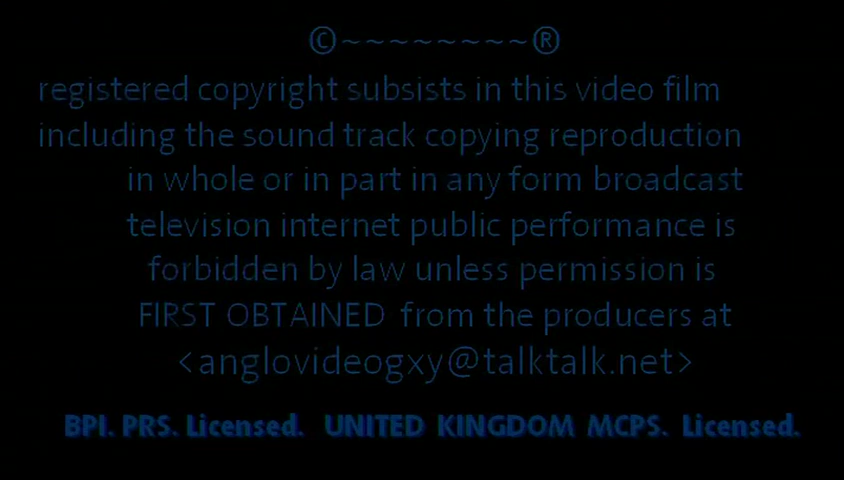 ©~~~~~~~~®
registered copyright subsists in this video film
including the sound track copying reproduction
in whole or in part in any form broadcast
television internet public performance is
forbidden by law unless permission is
FIRST OBTAINED from the producers at
<anglovideogxy@talktalk.net>
BPI. PRS. Licensed. UNITED KINGDOM MCPS. Licensed.